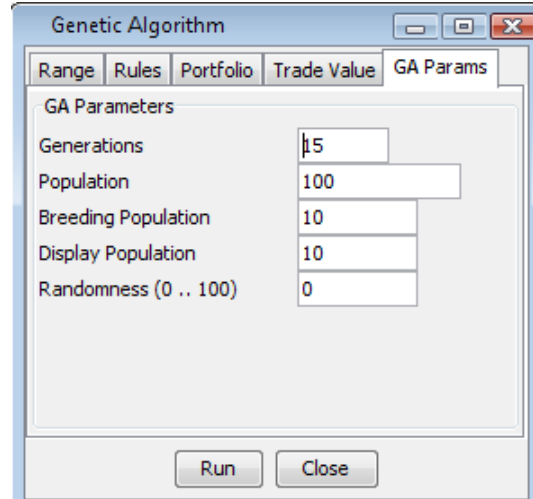 Genetic Algorithm
Range Rules Portfolio Trade Value GA Params
GA Parameters
Generations 15
Population 100
Breeding Population 10
Display Population 10
Randomness (0 .. 100) 0
Run Close